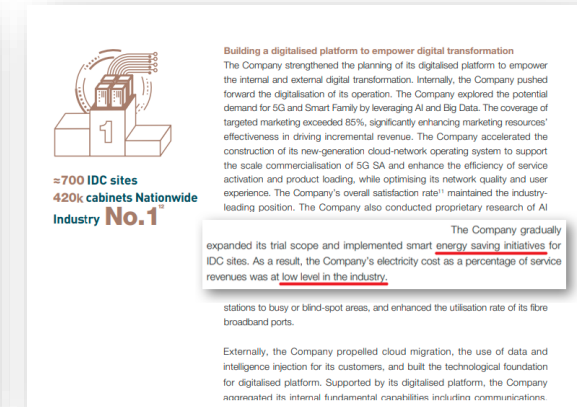 Building a digitalised platform to empower digital transformation
The Company strengthened the planning of its digitalised platform to empower
the internal and external digital transformation. Internally, the Company pushed
forward the digitalisation of its operation. The Company explored the potential
demand for 5G and Smart Family by leveraging AI and Big Data. The coverage of
targeted marketing exceeded 85%, significantly enhancing marketing resources'
effectiveness in driving incremental revenue. The Company accelerated the
construction of its new-generation cloud-network operating system to support
the scale commercialisation of 5G SA and enhance the efficiency of service
activation and product loading, while optimising its network quality and user
experience. The Company's overall satisfaction rate¹¹ maintained the industry-
leading position. The Company also conducted proprietary research of AI
1
≈700 IDC sites
420k cabinets Nationwide
Industry No.1¹²
The Company gradually
expanded its trial scope and implemented smart energy saving initiatives for
IDC sites. As a result, the Company's electricity cost as a percentage of service
revenues was at low level in the industry.
stations to busy or blind-spot areas, and enhanced the utilisation rate of its fibre
broadband ports.
Externally, the Company propelled cloud migration, the use of data and
intelligence injection for its customers, and built the technological foundation
for digitalised platform. Supported by its digitalised platform, the Company
aggregated its internal fundamental capabilities including communications,